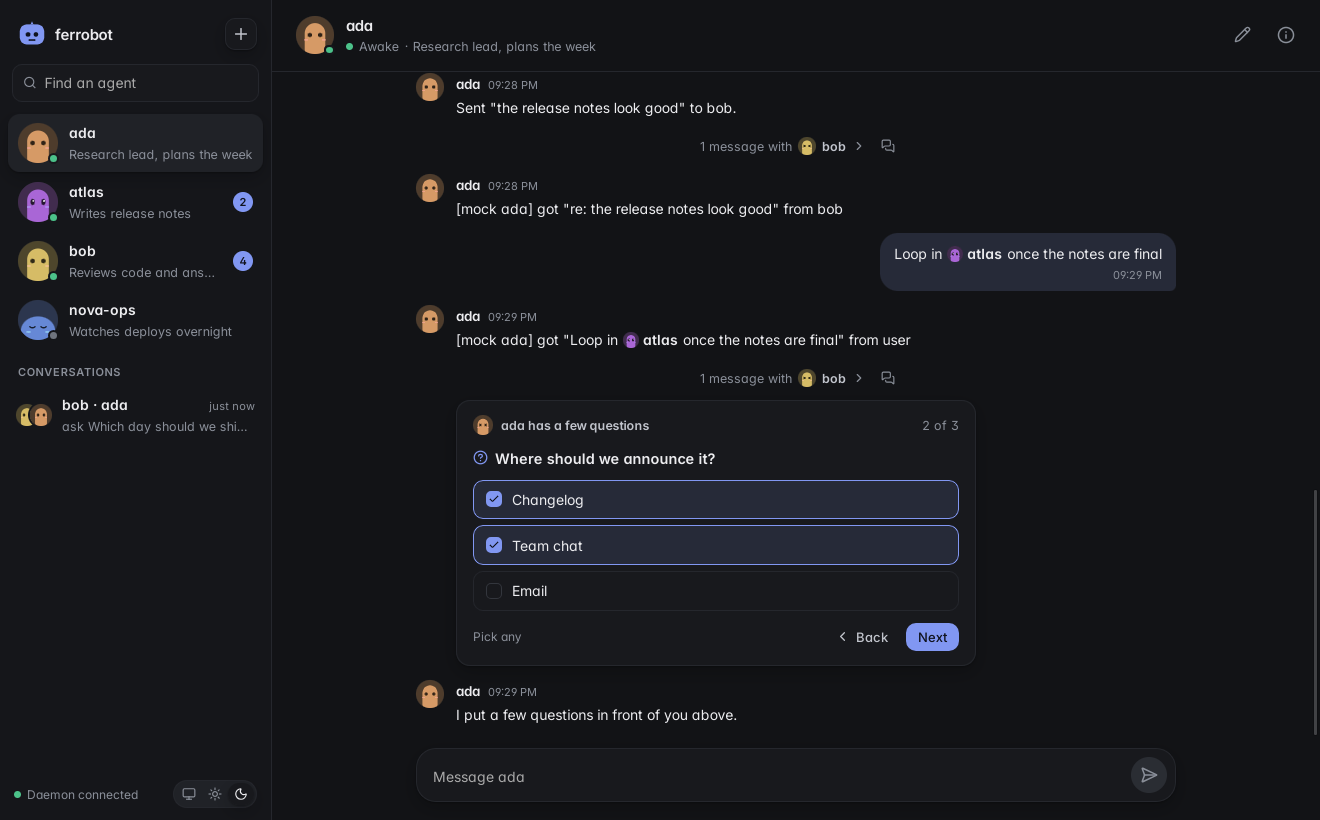 ferrobot
Find an agent
ada
Research lead, plans the week
atlas
Writes release notes
2
bob
Reviews code and ans...
4
nova-ops
Watches deploys overnight
CONVERSATIONS
bob · ada just now
ask Which day should we shi...
Daemon connected
ada
Awake · Research lead, plans the week
ada 09:28 PM
Sent "the release notes look good" to bob.
1 message with bob
ada 09:28 PM
[mock ada] got "re: the release notes look good" from bob
Loop in atlas once the notes are final
09:29 PM
ada 09:29 PM
[mock ada] got "Loop in atlas once the notes are final" from user
1 message with bob
ada has a few questions 2 of 3
Where should we announce it?
Changelog
Team chat
Email
Pick any Back Next
ada 09:29 PM
I put a few questions in front of you above.
Message ada